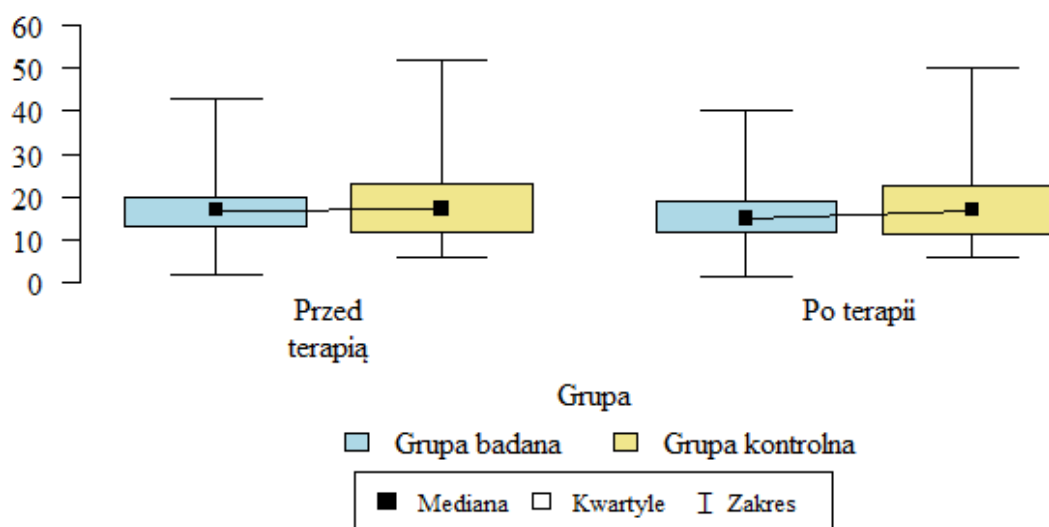 60
50
40
30
20
10
0
Przed
terapią
Po terapii
Grupa
Grupa badana Grupa kontrolna
Mediana Kwartyle Zakres